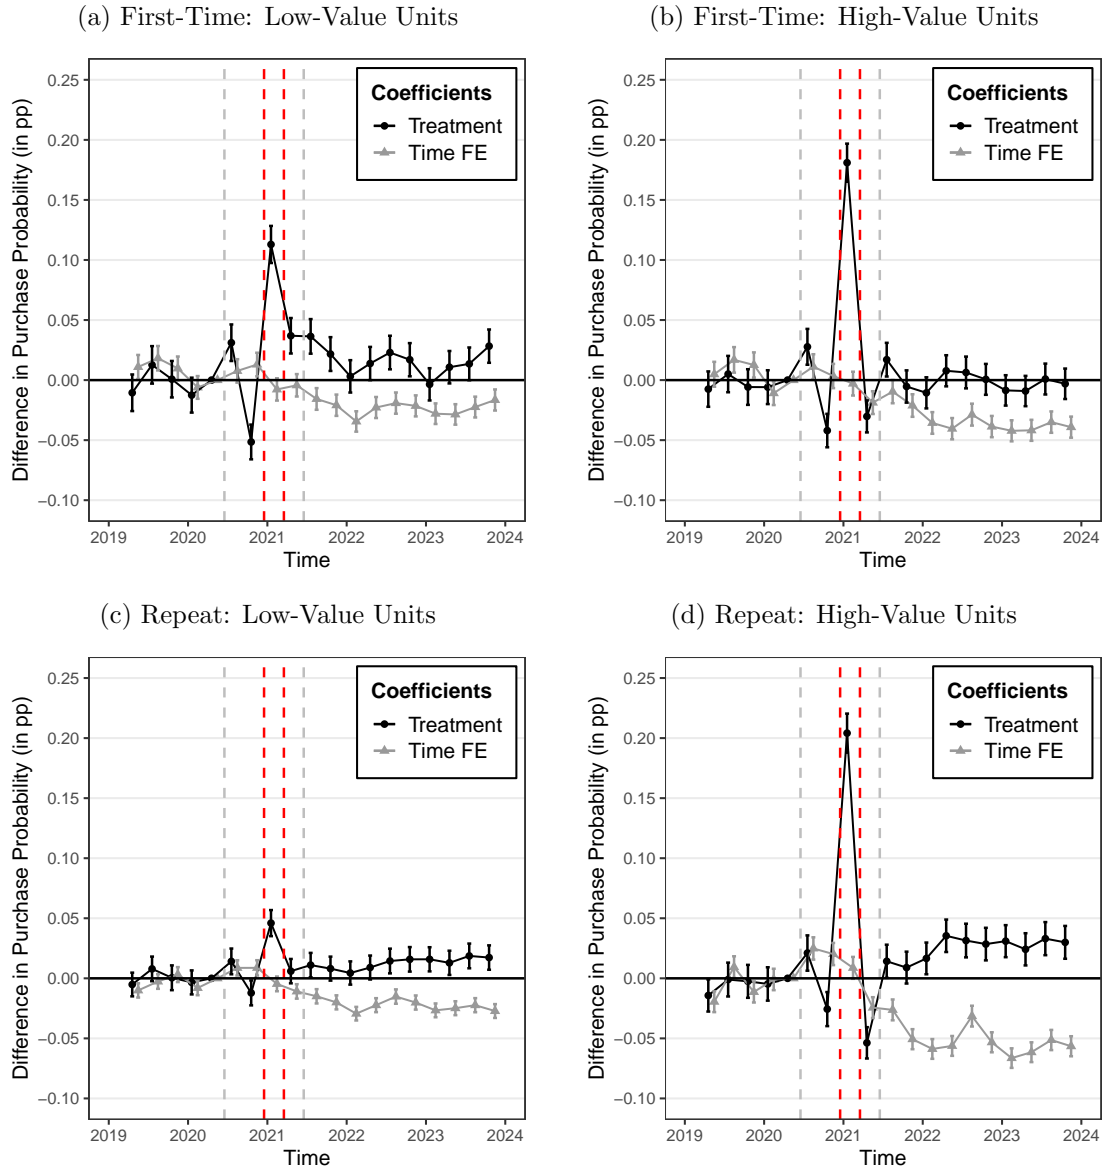 (a) First-Time: Low-Value Units
Difference in Purchase Probability (in pp)
0.25
0.20
0.15
0.10
0.05
0.00
−0.05
−0.10
Coefficients
Treatment
Time FE
2019 2020 2021 2022 2023 2024
Time
(b) First-Time: High-Value Units
Difference in Purchase Probability (in pp)
0.25
0.20
0.15
0.10
0.05
0.00
−0.05
−0.10
Coefficients
Treatment
Time FE
2019 2020 2021 2022 2023 2024
Time
(c) Repeat: Low-Value Units
Difference in Purchase Probability (in pp)
0.25
0.20
0.15
0.10
0.05
0.00
−0.05
−0.10
Coefficients
Treatment
Time FE
2019 2020 2021 2022 2023 2024
Time
(d) Repeat: High-Value Units
Difference in Purchase Probability (in pp)
0.25
0.20
0.15
0.10
0.05
0.00
−0.05
−0.10
Coefficients
Treatment
Time FE
2019 2020 2021 2022 2023 2024
Time